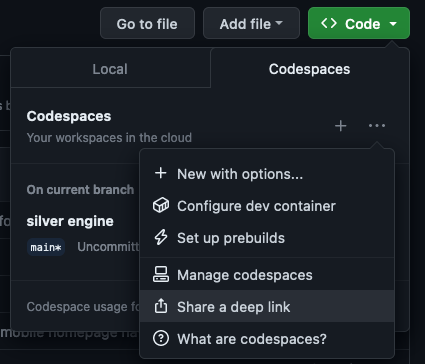 Go to file
Add file
Code
Local
Codespaces
Codespaces
Your workspaces in the cloud
New with options...
On current branch
Configure dev container
silver engine
Set up prebuilds
main*
Manage codespaces
Codespace usage
Share a deep link
mobile homepage
What are codespaces?